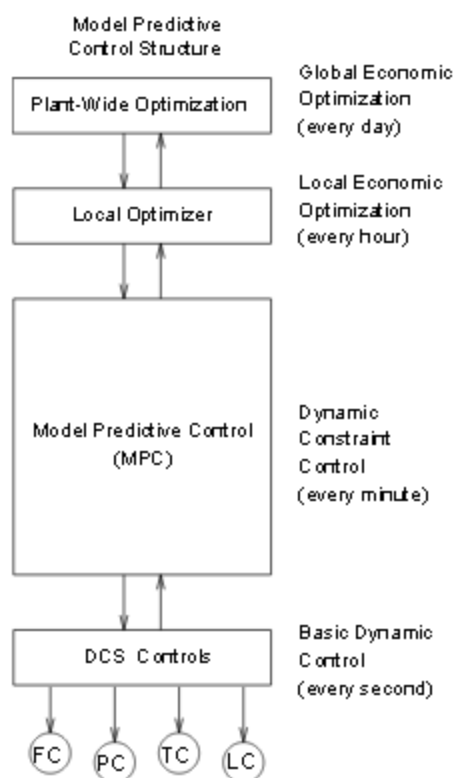 Model Predictive
Control Structure
Plant-Wide Optimization
Global Economic
Optimization
(every day)
Local Optimizer
Local Economic
Optimization
(every hour)
Model Predictive Control
(MPC)
Dynamic
Constraint
Control
(every minute)
DCS Controls
Basic Dynamic
Control
(every second)
FC
PC
TC
LC